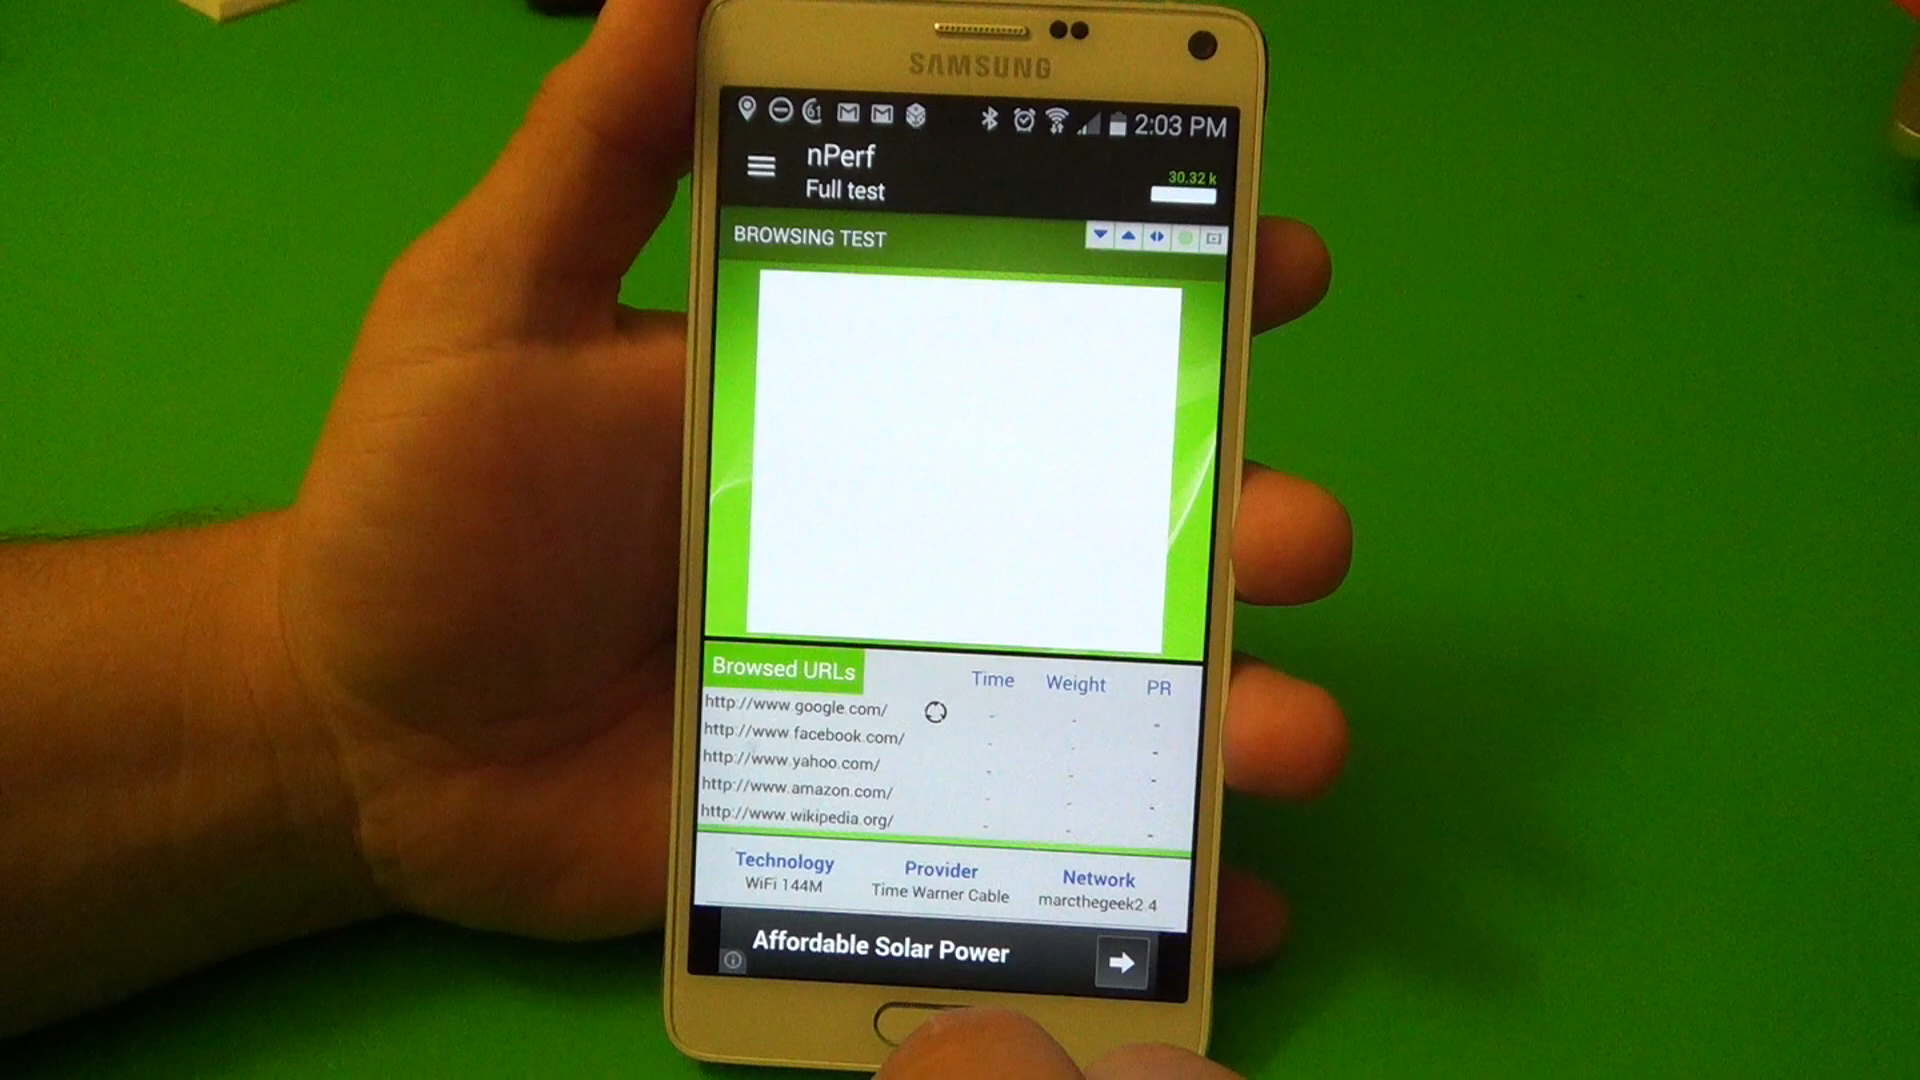 SAMSUNG
61
2:03 PM
nPerf
Full test
30.32 k
BROWSING TEST
Browsed URLs Time Weight PR
http://www.google.com/ - - -
http://www.facebook.com/ - - -
http://www.yahoo.com/ - - -
http://www.amazon.com/ - - -
http://www.wikipedia.org/ - - -
Technology Provider Network
WiFi 144M Time Warner Cable marcthegeek2.4
Affordable Solar Power